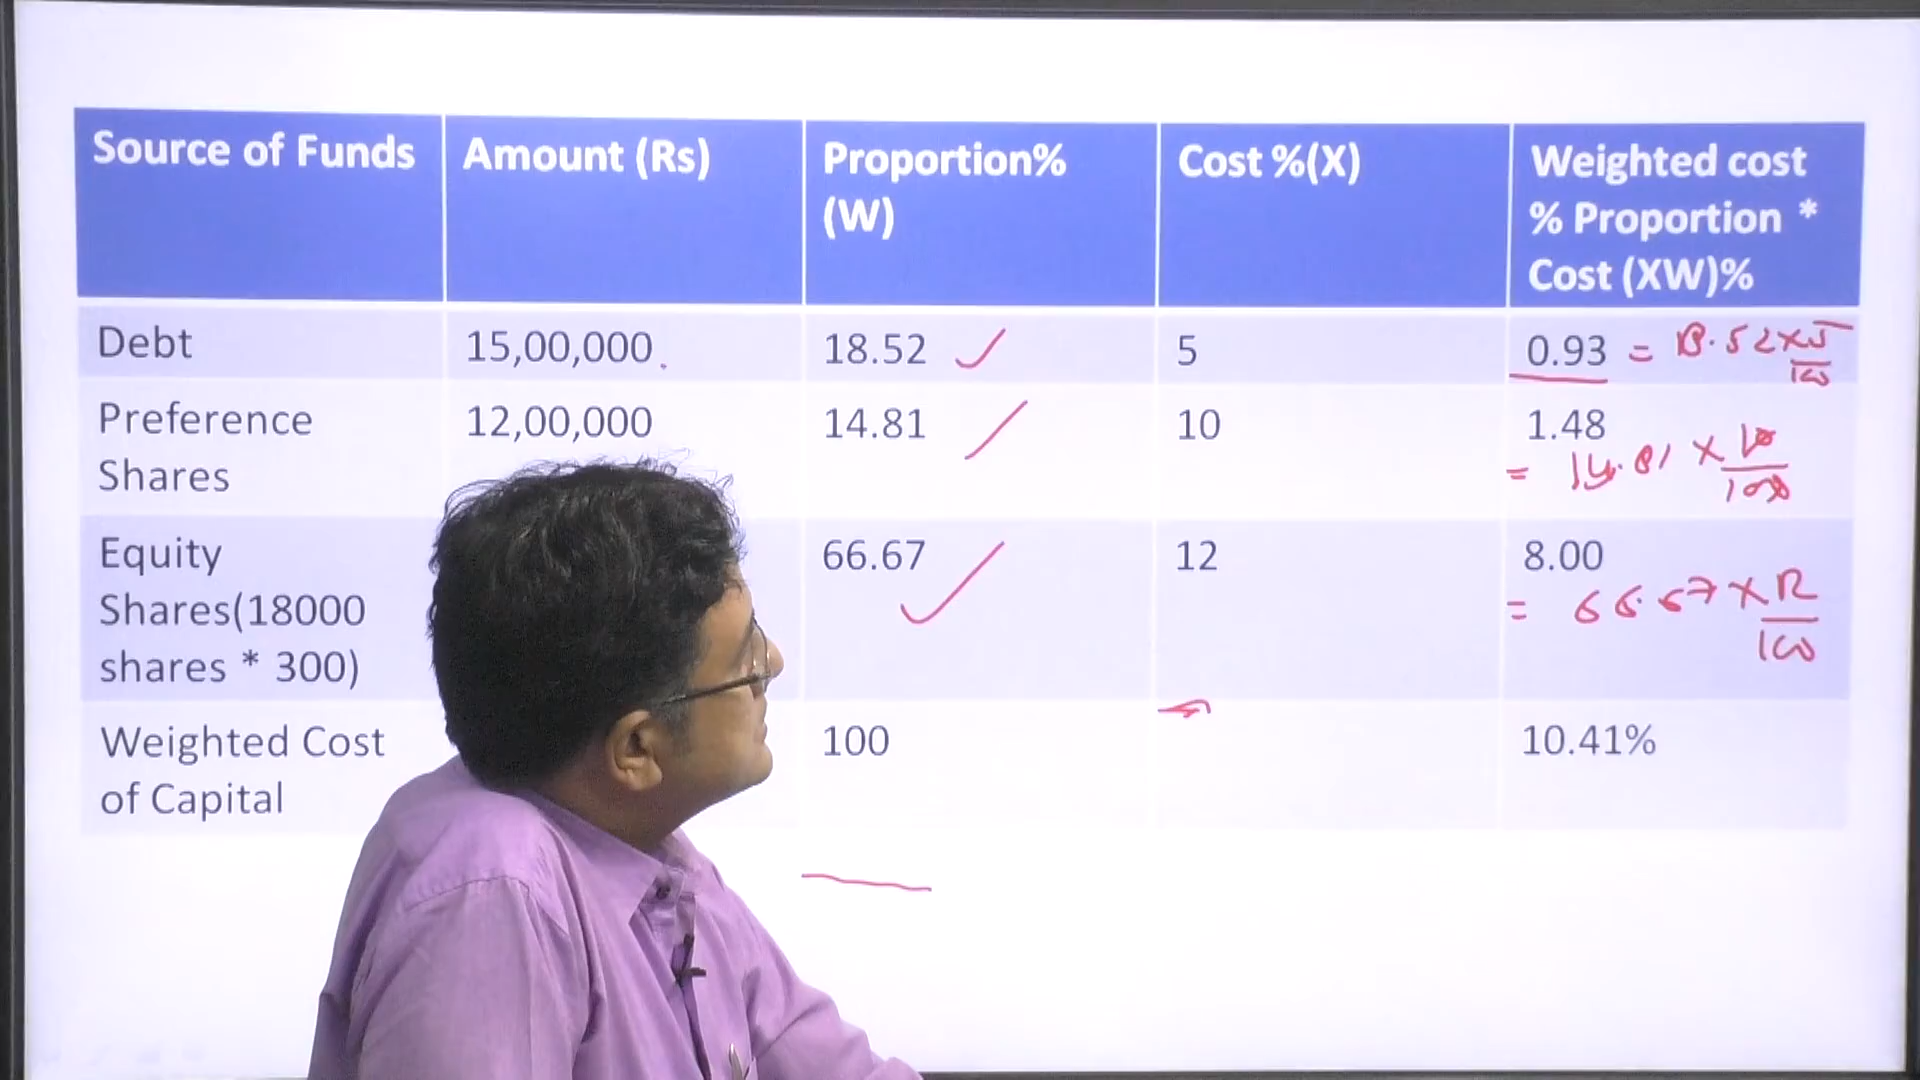 Source of Funds
Amount (Rs)
Proportion%
(W)
Cost %(X)
Weighted cost
% Proportion *
Cost (XW)%
Debt
15,00,000
18.52
5
0.93 = 18.52 x 5
100
Preference
Shares
12,00,000
14.81
10
1.48
= 14.81 x 10
100
Equity
Shares(18000
shares * 300)
66.67
12
8.00
= 66.67 x 12
100
Weighted Cost
of Capital
100
10.41%